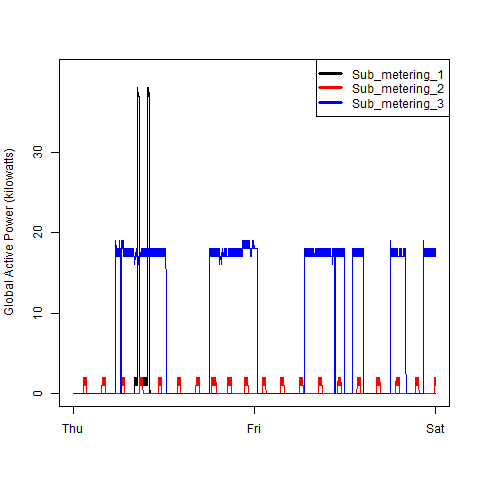 Sub_metering_1
Sub_metering_2
Sub_metering_3
Global Active Power (kilowatts)
30
20
10
0
Thu Fri Sat